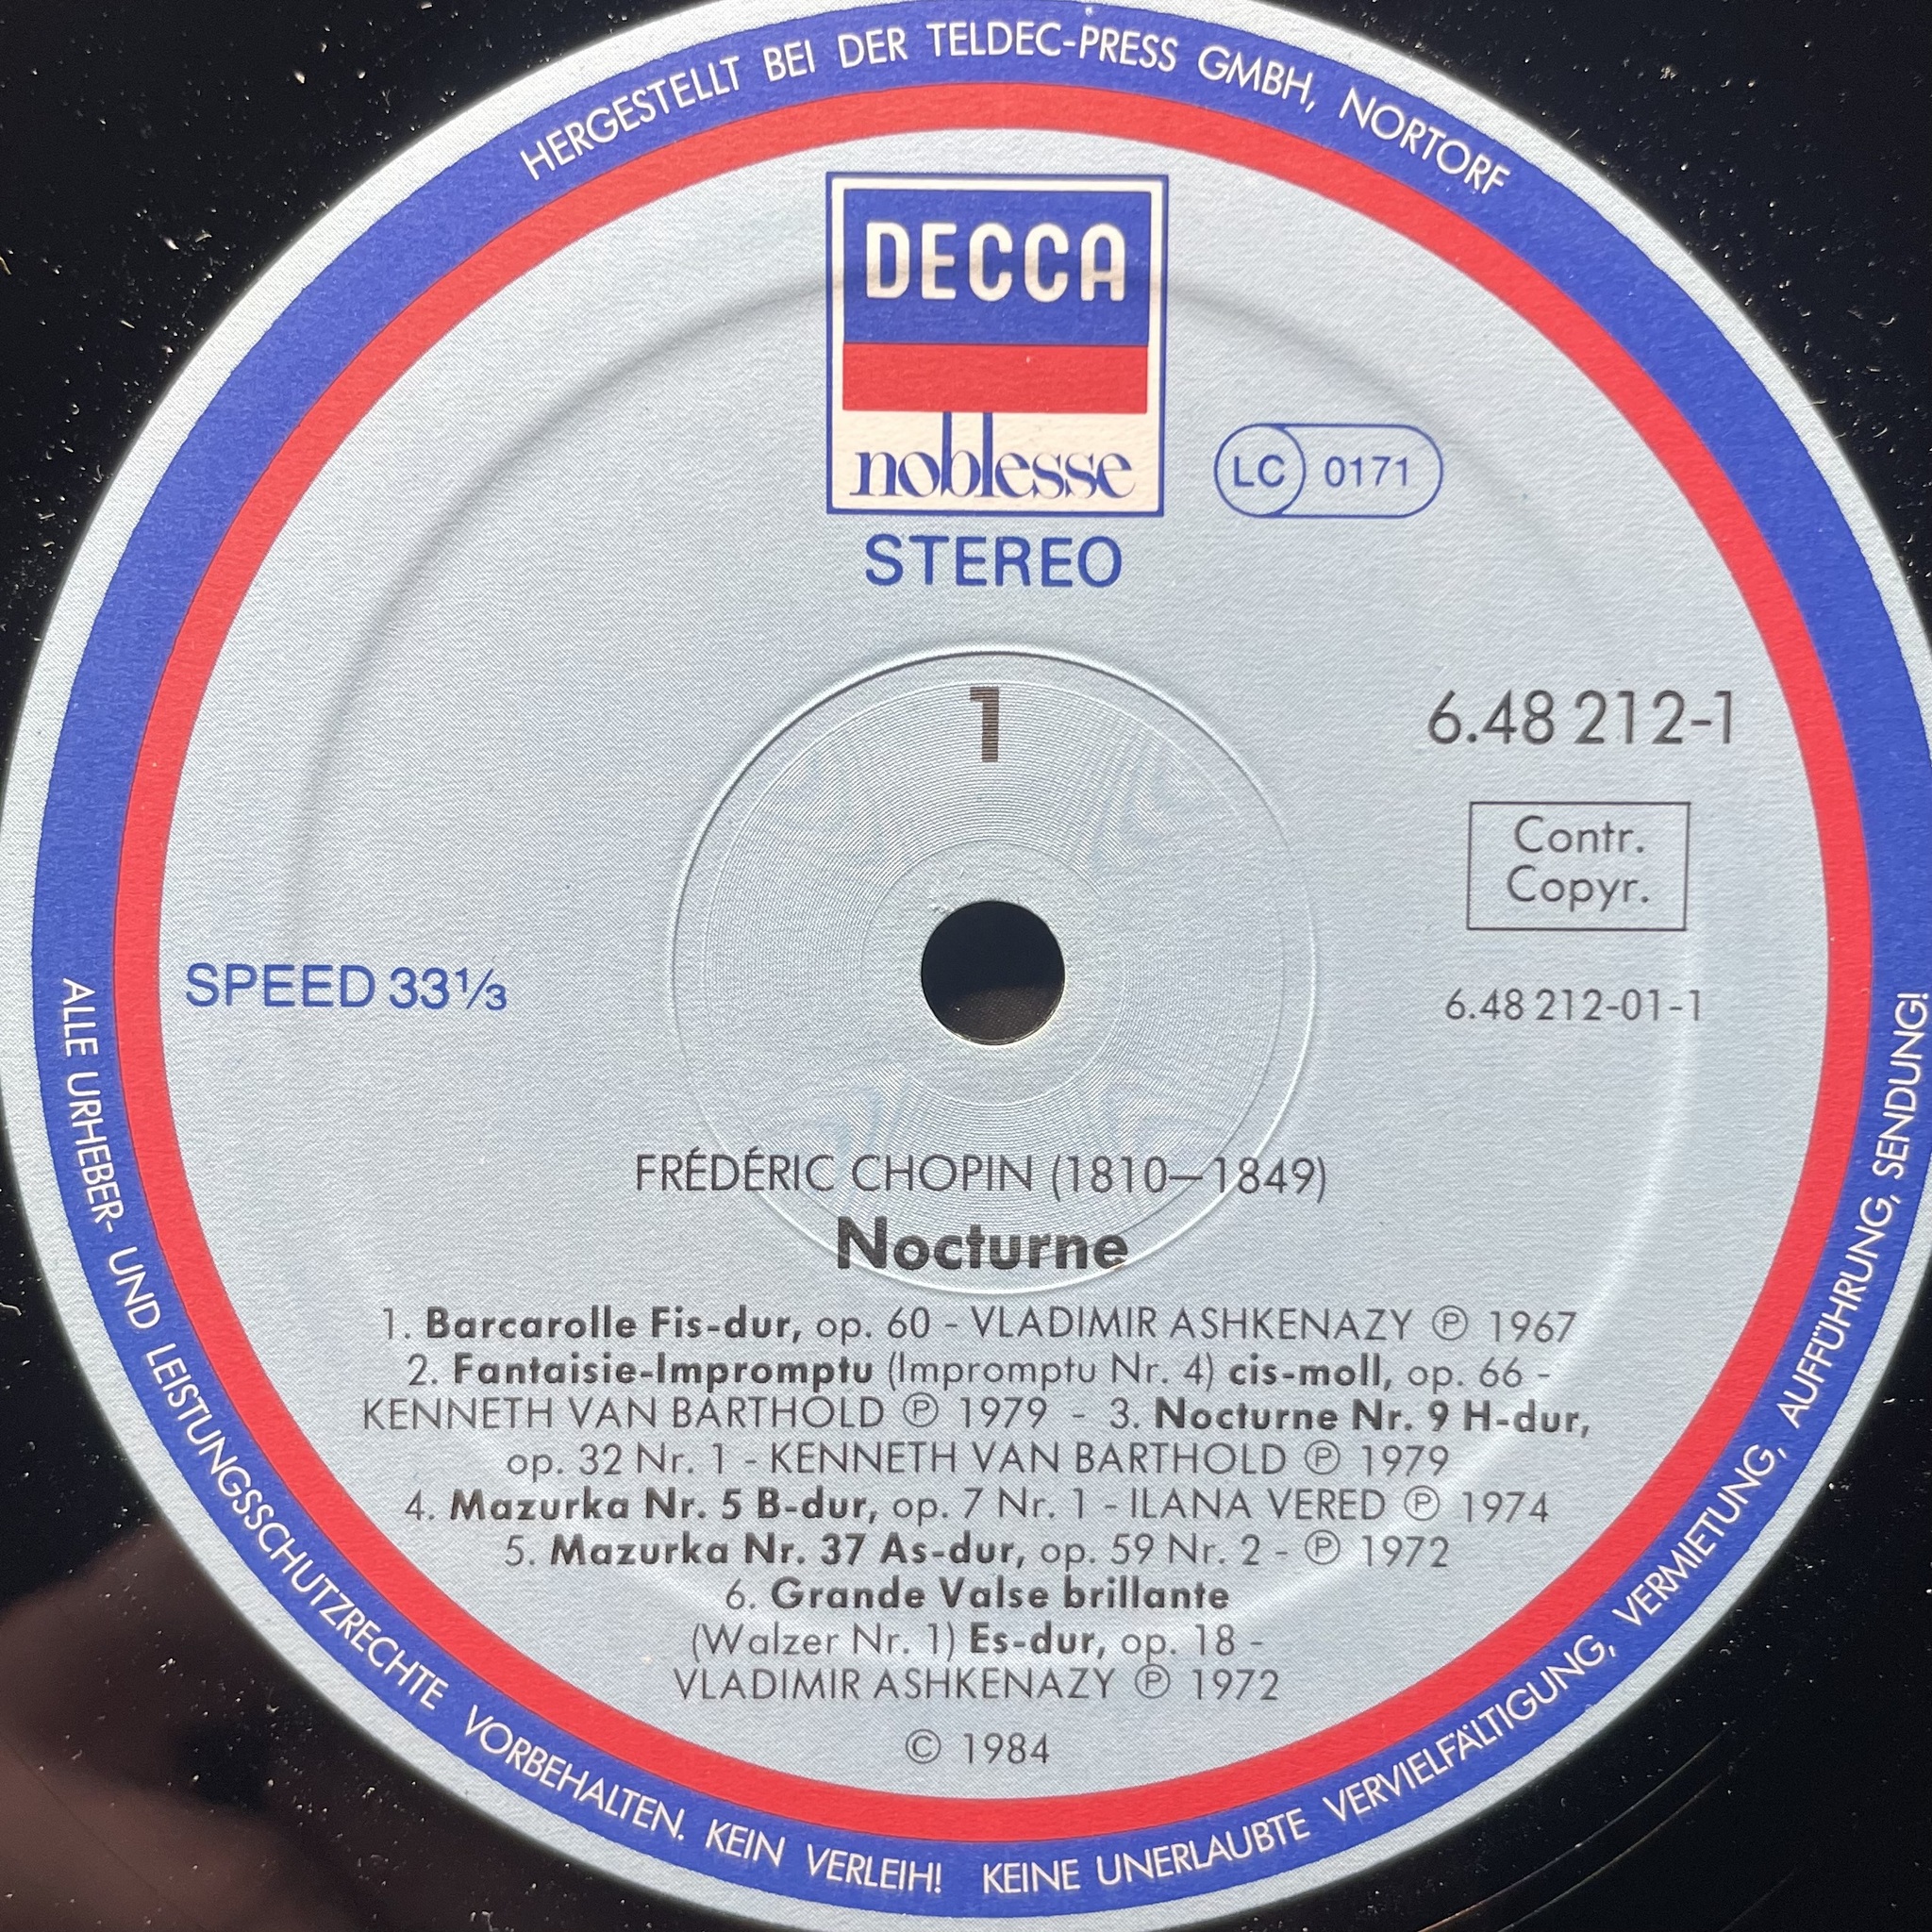 HERGESTELLT BEI DER TELDEC-PRESS GMBH, NORTORF
DECCA
noblesse
LC 0171
STEREO
1
6.48 212-1
Contr.
Copyr.
SPEED 33⅓
6.48 212-01-1
FRÉDÉRIC CHOPIN (1810–1849)
Nocturne
1. Barcarolle Fis-dur, op. 60 - VLADIMIR ASHKENAZY ℗ 1967
2. Fantaisie-Impromptu (Impromptu Nr. 4) cis-moll, op. 66 -
KENNETH VAN BARTHOLD ℗ 1979 - 3. Nocturne Nr. 9 H-dur,
op. 32 Nr. 1 - KENNETH VAN BARTHOLD ℗ 1979
4. Mazurka Nr. 5 B-dur, op. 7 Nr. 1 - ILANA VERED ℗ 1974
5. Mazurka Nr. 37 As-dur, op. 59 Nr. 2 - ℗ 1972
6. Grande Valse brillante
(Walzer Nr. 1) Es-dur, op. 18 -
VLADIMIR ASHKENAZY ℗ 1972
© 1984
ALLE URHEBER- UND LEISTUNGSSCHUTZRECHTE VORBEHALTEN. KEIN VERLEIH! KEINE UNERLAUBTE VERVIELFÄLTIGUNG, VERMIETUNG, AUFFÜHRUNG, SENDUNG!